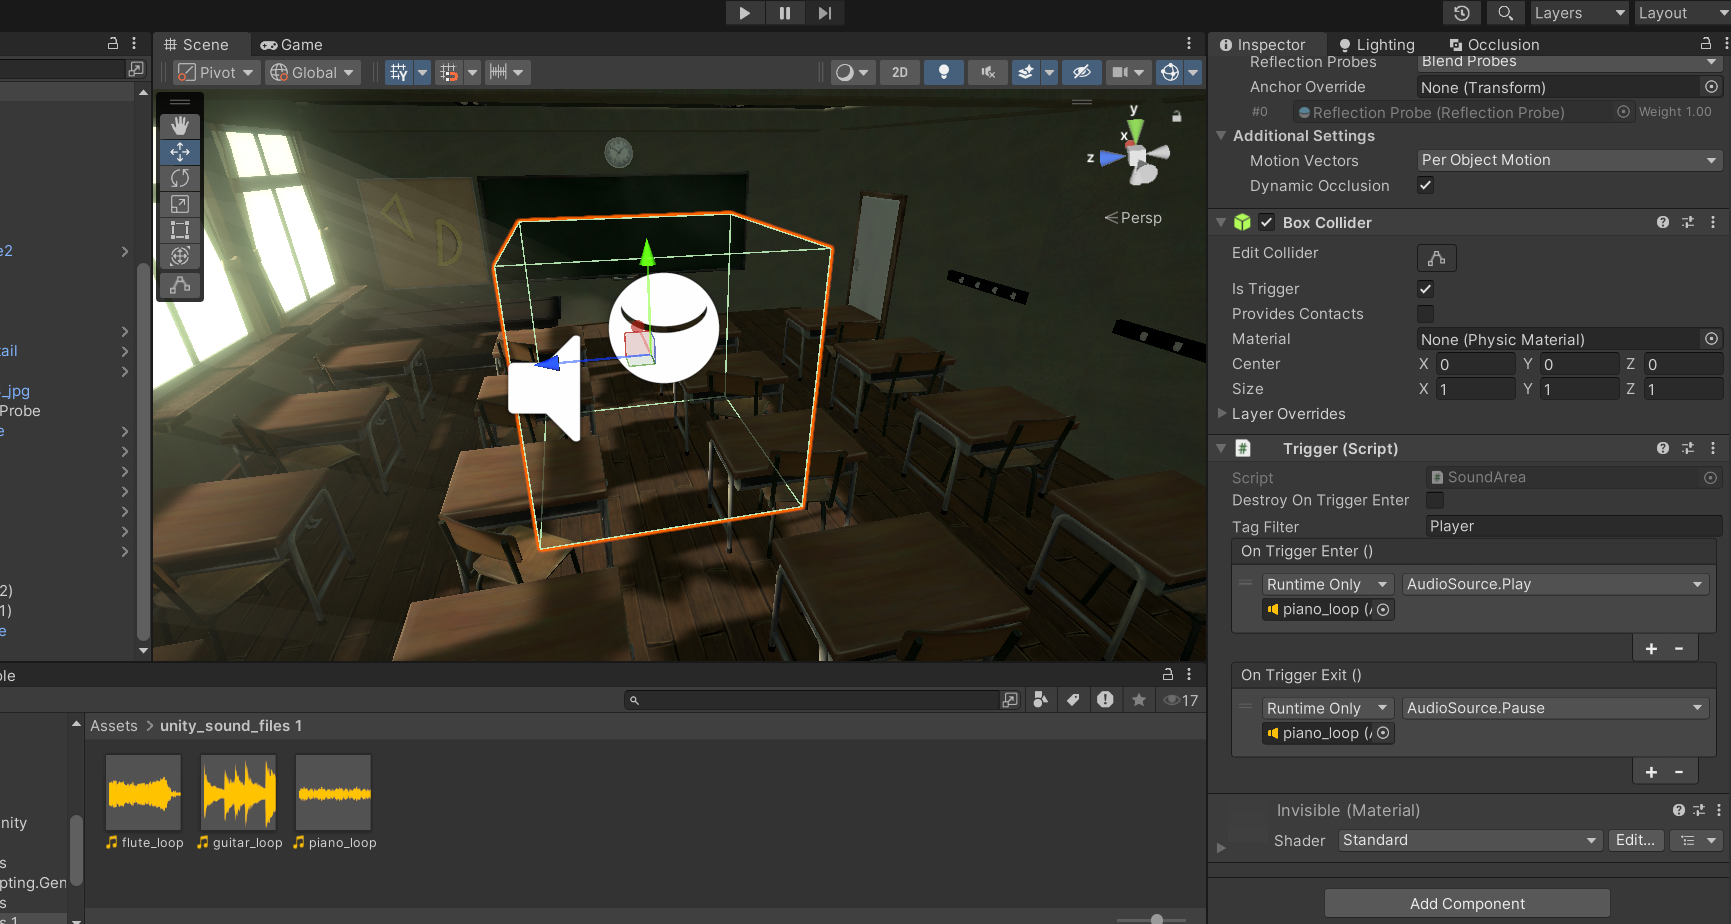 Layers
Layout
Scene
Game
Inspector
Lighting
Occlusion
Pivot
Global
2D
Reflection Probes
Blend Probes
Anchor Override
None (Transform)
#0
Reflection Probe (Reflection Probe)
Weight 1.00
Additional Settings
Motion Vectors
Per Object Motion
Dynamic Occlusion
y
x
z
Persp
Box Collider
Edit Collider
Is Trigger
Provides Contacts
Material
None (Physic Material)
Center
X 0
Y 0
Z 0
Size
X 1
Y 1
Z 1
Layer Overrides
Trigger (Script)
Script
SoundArea
Destroy On Trigger Enter
Tag Filter
Player
On Trigger Enter ()
Runtime Only
AudioSource.Play
piano_loop (
On Trigger Exit ()
Runtime Only
AudioSource.Pause
piano_loop (
Invisible (Material)
Shader
Standard
Edit...
Add Component
e2
ail
_jpg
Probe
e
2)
1)
e
ole
17
Assets > unity_sound_files 1
flute_loop
guitar_loop
piano_loop
nity
s
pting.Gen
s
s 1